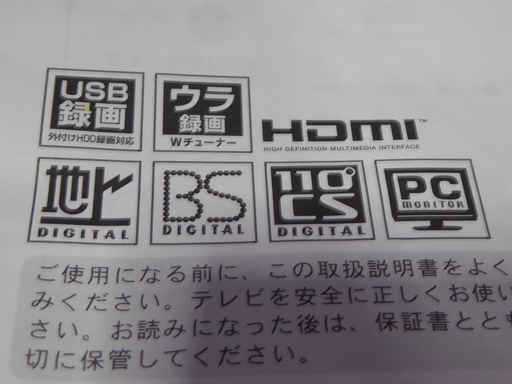 USB
録画
外付けHDD録画対応
ウラ
録画
Wチューナー
HDMI™
HIGH DEFINITION MULTIMEDIA INTERFACE
地上
DIGITAL
BS
DIGITAL
110°
CS
DIGITAL
PC
MONITOR
ご使用になる前に、この取扱説明書をよく
みください。テレビを安全に正しくお使い
さい。お読みになった後は、保証書ととも
切に保管してください。